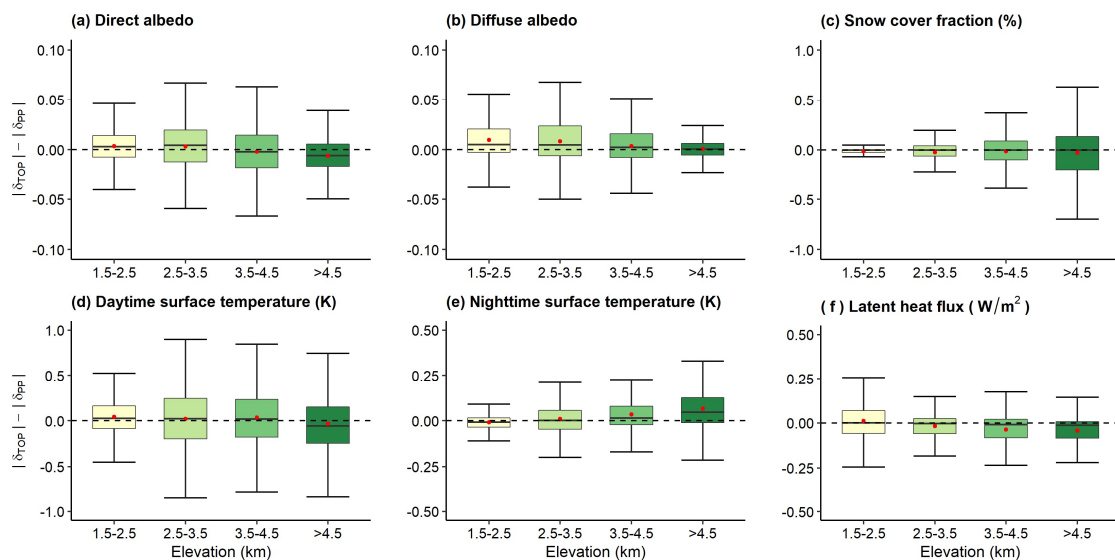 (a) Direct albedo
(b) Diffuse albedo
(c) Snow cover fraction (%)
| δTOP | − | δPP |
0.10
0.05
0.00
-0.05
-0.10
1.5-2.5 2.5-3.5 3.5-4.5 >4.5
0.10
0.05
0.00
-0.05
-0.10
1.5-2.5 2.5-3.5 3.5-4.5 >4.5
1.0
0.5
0.0
-0.5
-1.0
1.5-2.5 2.5-3.5 3.5-4.5 >4.5
(d) Daytime surface temperature (K)
(e) Nighttime surface temperature (K)
( f ) Latent heat flux ( W/m² )
| δTOP | − | δPP |
1.0
0.5
0.0
-0.5
-1.0
1.5-2.5 2.5-3.5 3.5-4.5 >4.5
Elevation (km)
0.50
0.25
0.00
-0.25
-0.50
1.5-2.5 2.5-3.5 3.5-4.5 >4.5
Elevation (km)
0.50
0.25
0.00
-0.25
-0.50
1.5-2.5 2.5-3.5 3.5-4.5 >4.5
Elevation (km)